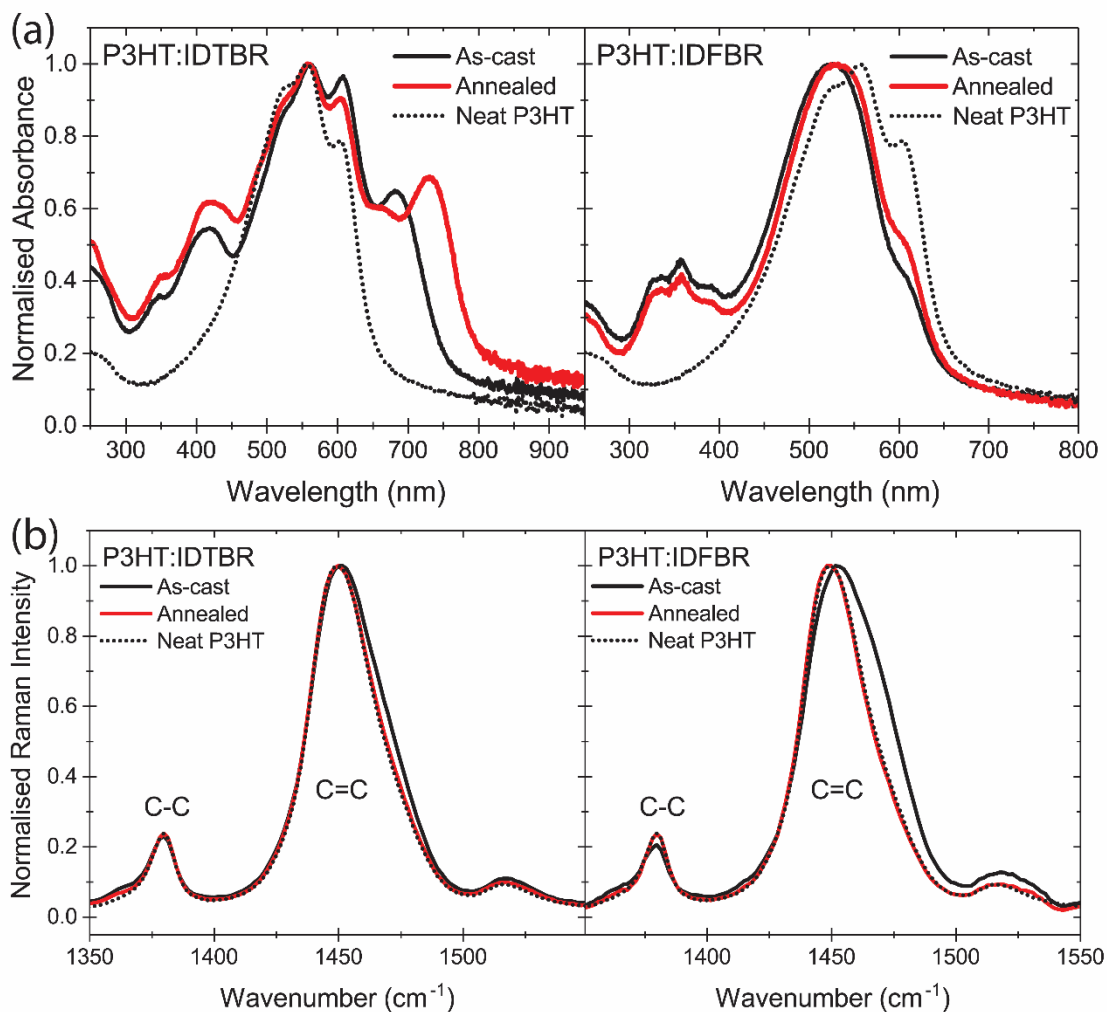 (a)
P3HT:IDTBR
As-cast
Annealed
Neat P3HT
P3HT:IDFBR
As-cast
Annealed
Neat P3HT
Normalised Absorbance
1.0
0.8
0.6
0.4
0.2
0.0
300 400 500 600 700 800 900
300 400 500 600 700 800
Wavelength (nm)
Wavelength (nm)
(b)
P3HT:IDTBR
As-cast
Annealed
Neat P3HT
C-C
C=C
P3HT:IDFBR
As-cast
Annealed
Neat P3HT
C-C
C=C
Normalised Raman Intensity
1.0
0.8
0.6
0.4
0.2
0.0
1350 1400 1450 1500
1400 1450 1500 1550
Wavenumber (cm⁻¹)
Wavenumber (cm⁻¹)